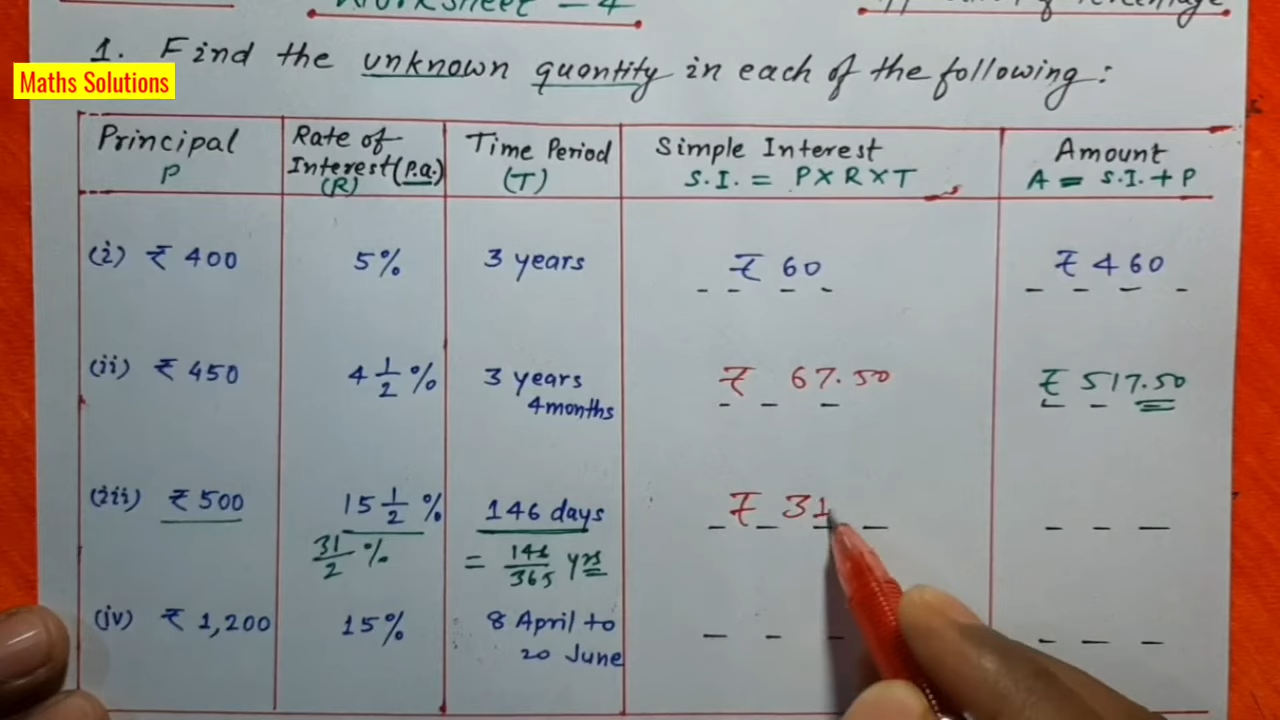 Worksheet - 4
1. Find the unknown quantity in each of the following:
Maths Solutions
Principal P
Rate of Interest (p.a.) (R)
Time Period (T)
Simple Interest S.I. = P X R X T
Amount A = S.I. + P
(i) ₹ 400
5%
3 years
₹ 60
₹ 460
(ii) ₹ 450
4 1/2 %
3 years
4 months
₹ 67.50
₹ 517.50
(iii) ₹ 500
15 1/2 %
146 days
₹ 31
31/2 %
= 146/365 yrs
(iv) ₹ 1,200
15%
8 April to
20 June